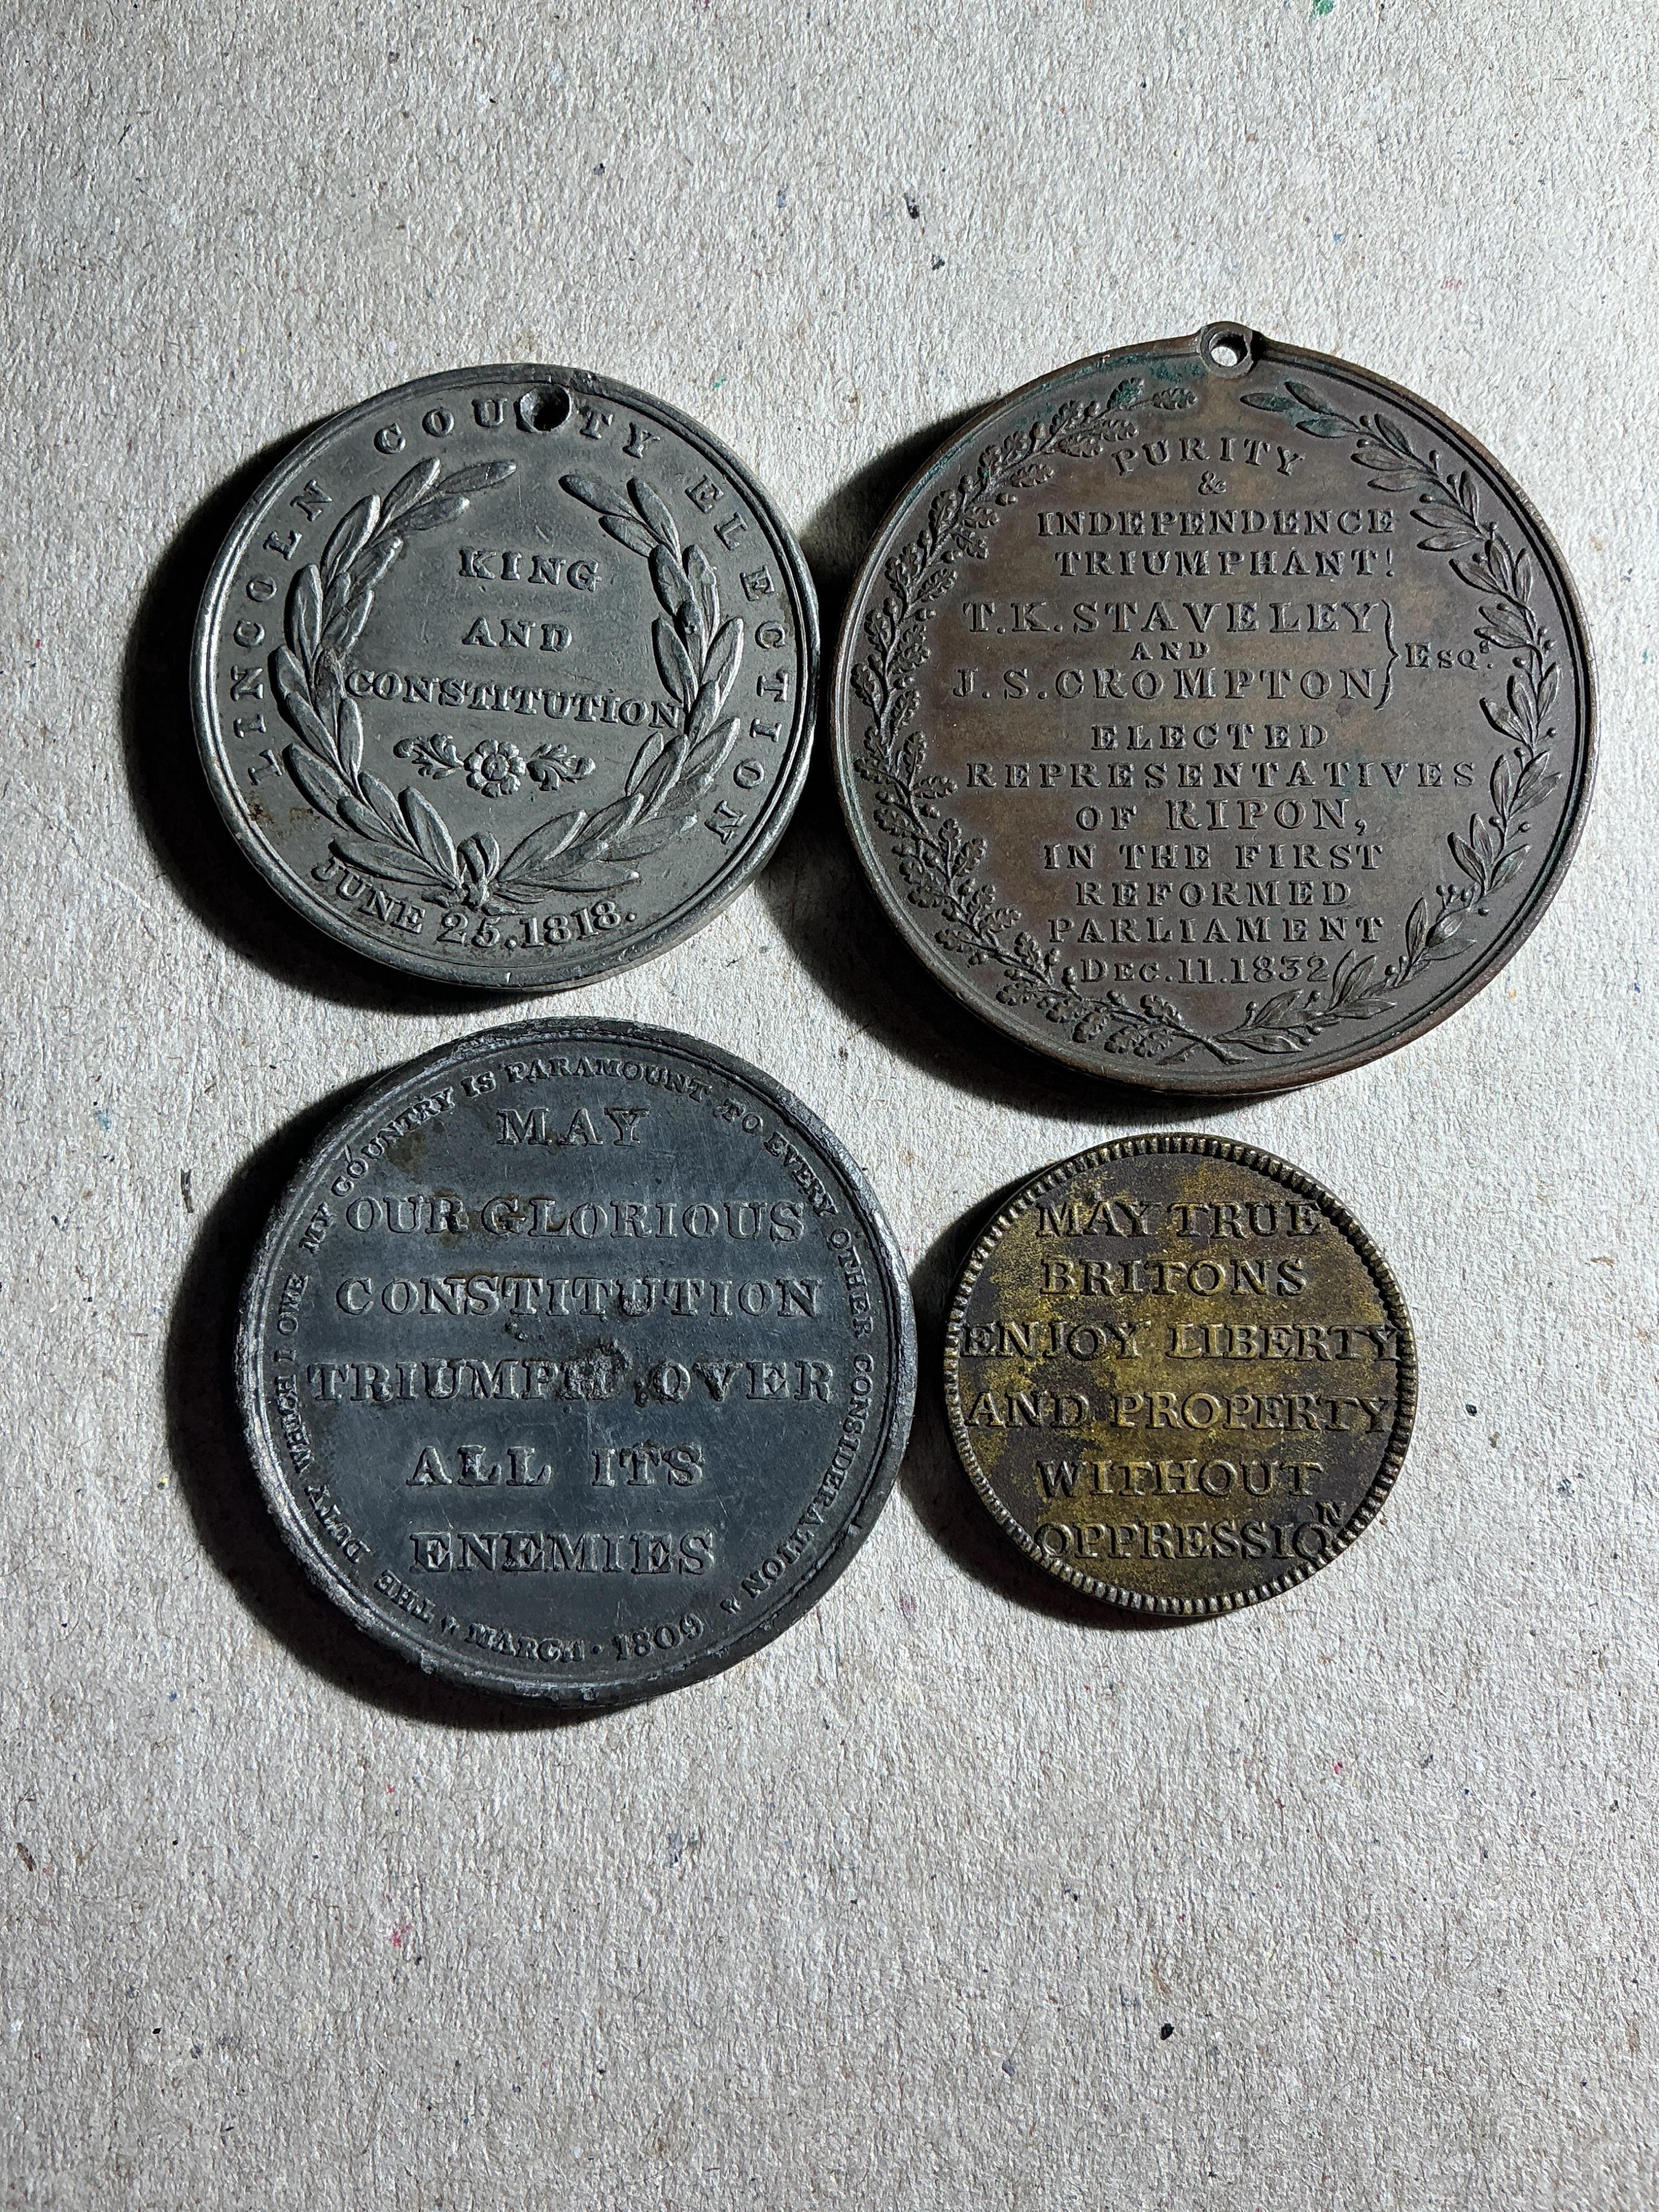 LINCOLN COUNTY ELECTION
KING
AND
CONSTITUTION
JUNE 25.1818.
PURITY
&
INDEPENDENCE
TRIUMPHANT!
T.K.STAVELEY
AND
J.S.CROMPTON
ESQRS.
ELECTED
REPRESENTATIVES
OF RIPON,
IN THE FIRST
REFORMED
PARLIAMENT
DEC.11.1832
THE DUTY WHICH I OWE MY COUNTRY IS PARAMOUNT TO EVERY OTHER CONSIDERATION
MAY
OUR GLORIOUS
CONSTITUTION
TRIUMPH OVER
ALL ITS
ENEMIES
MARCH · 1809
MAY TRUE
BRITONS
ENJOY LIBERTY
AND PROPERTY
WITHOUT
OPPRESSION